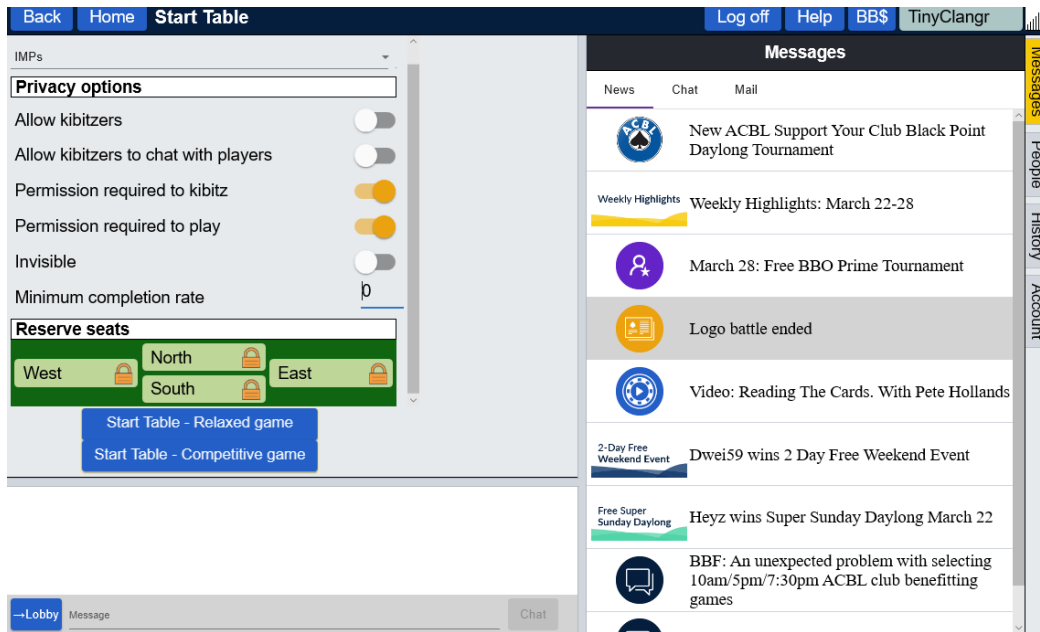 Back Home Start Table Log off Help BB$ TinyClangr
IMPs
Privacy options
Allow kibitzers
Allow kibitzers to chat with players
Permission required to kibitz
Permission required to play
Invisible
Minimum completion rate 0
Reserve seats
North
West East
South
Start Table - Relaxed game
Start Table - Competitive game
→Lobby Message Chat
Messages
News Chat Mail
ACBL
New ACBL Support Your Club Black Point
Daylong Tournament
Weekly Highlights
Weekly Highlights: March 22-28
March 28: Free BBO Prime Tournament
Logo battle ended
Video: Reading The Cards. With Pete Hollands
2-Day Free
Weekend Event
Dwei59 wins 2 Day Free Weekend Event
Free Super
Sunday Daylong
Heyz wins Super Sunday Daylong March 22
BBF: An unexpected problem with selecting
10am/5pm/7:30pm ACBL club benefitting
games
Messages
People
History
Account